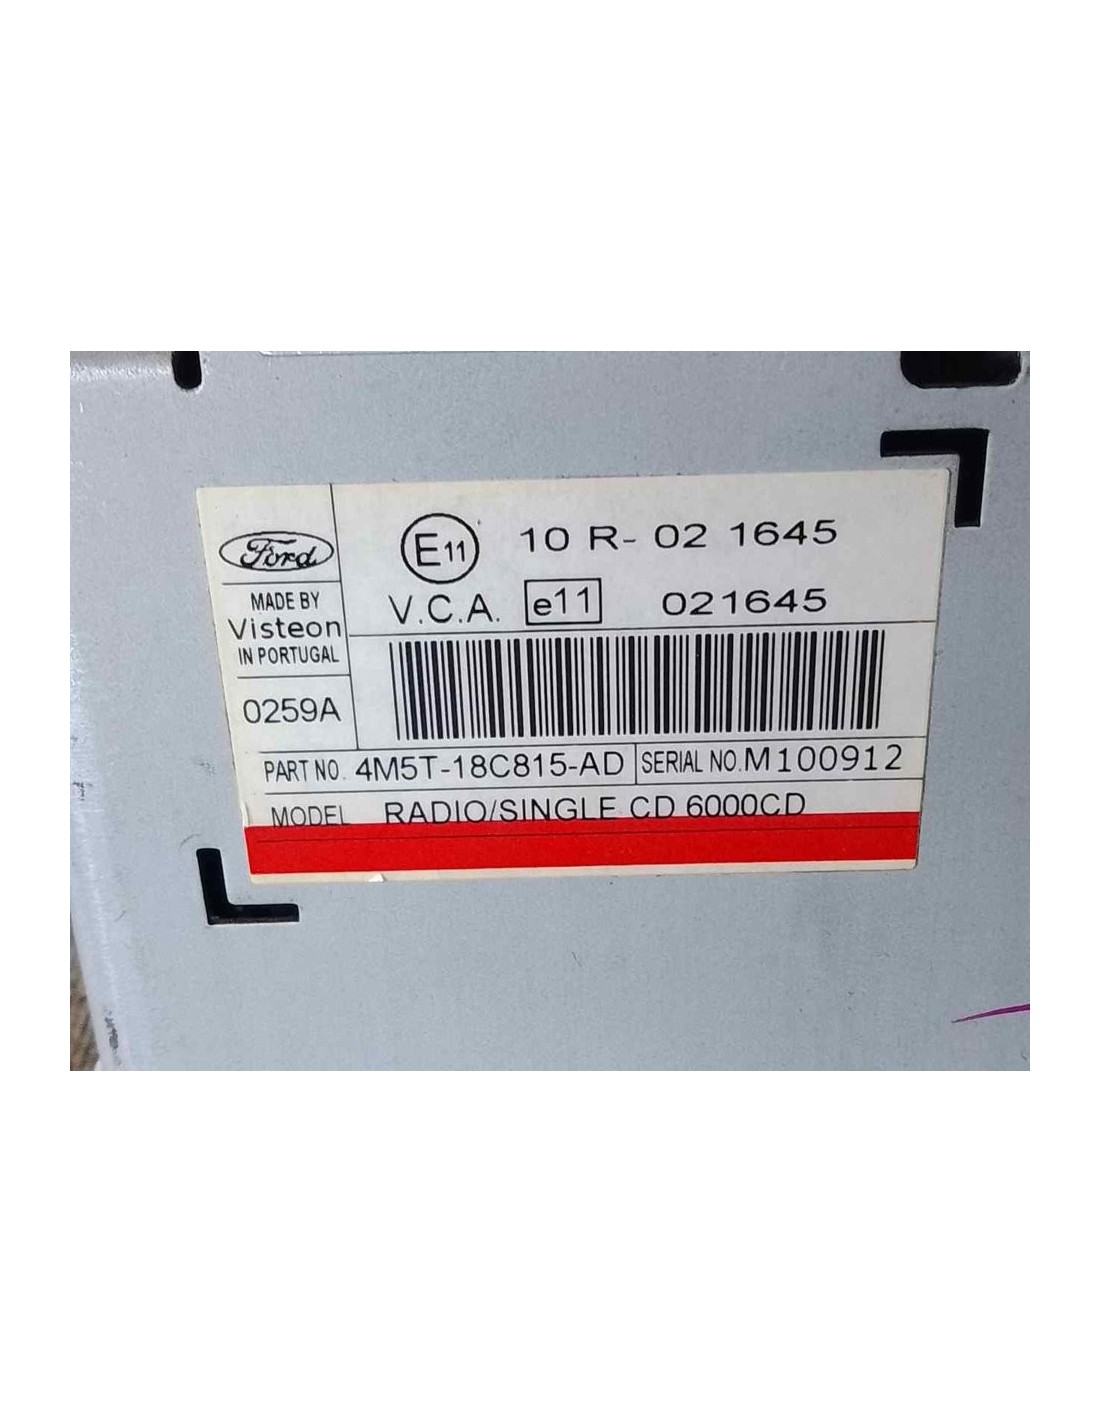 Ford
MADE BY
Visteon
IN PORTUGAL
0259A
E11 10 R- 02 1645
V.C.A. e11 021645
PART NO. 4M5T-18C815-AD SERIAL NO. M100912
MODEL RADIO/SINGLE CD 6000CD